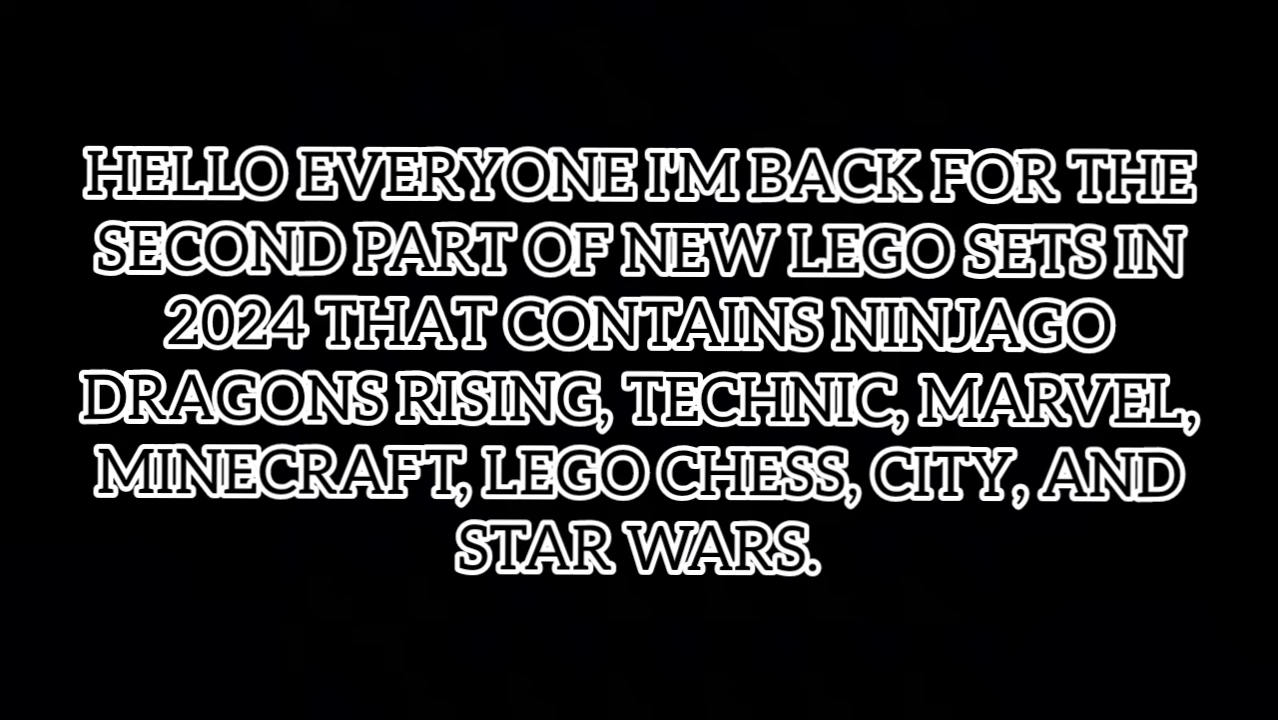 HELLO EVERYONE I'M BACK FOR THE
SECOND PART OF NEW LEGO SETS IN
2024 THAT CONTAINS NINJAGO
DRAGONS RISING, TECHNIC, MARVEL,
MINECRAFT, LEGO CHESS, CITY, AND
STAR WARS.